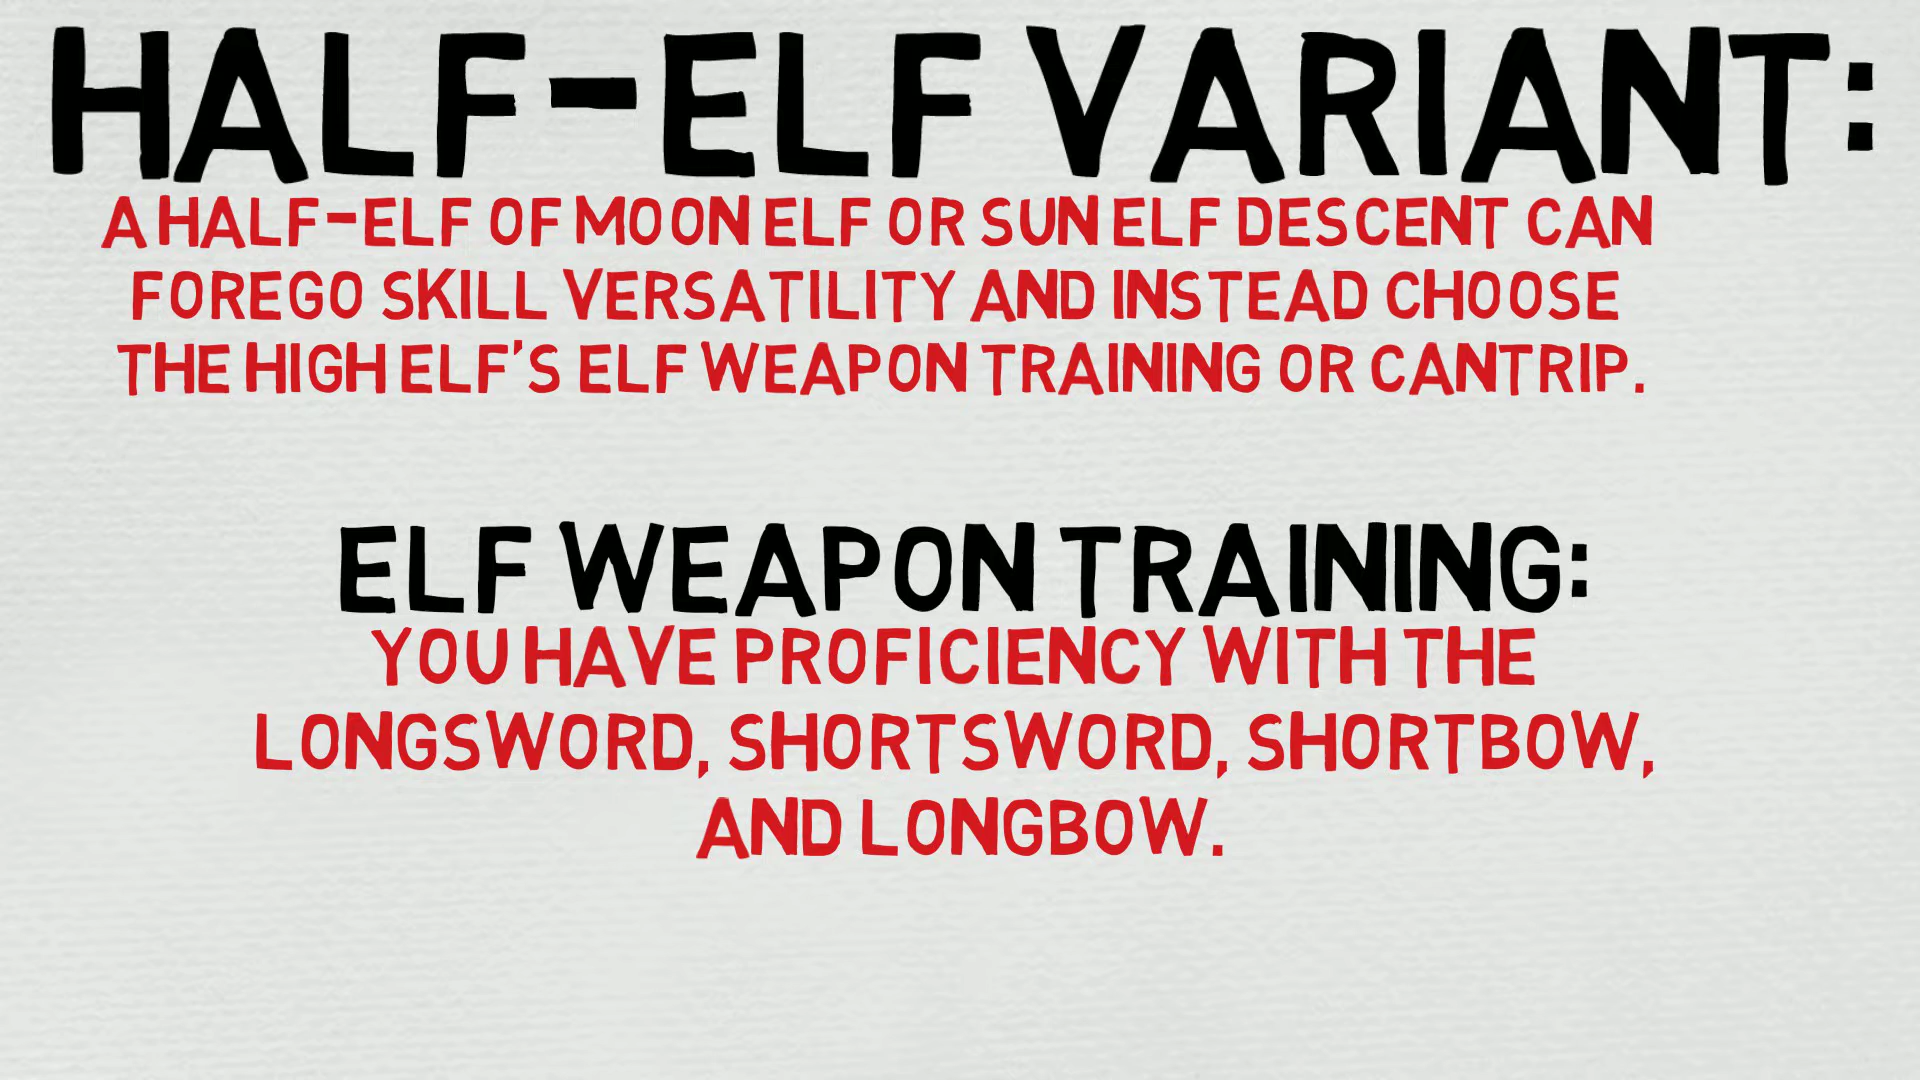 HALF-ELF VARIANT:
A HALF-ELF OF MOON ELF OR SUN ELF DESCENT CAN
FOREGO SKILL VERSATILITY AND INSTEAD CHOOSE
THE HIGH ELF'S ELF WEAPON TRAINING OR CANTRIP.
ELF WEAPON TRAINING:
YOU HAVE PROFICIENCY WITH THE
LONGSWORD, SHORTSWORD, SHORTBOW,
AND LONGBOW.